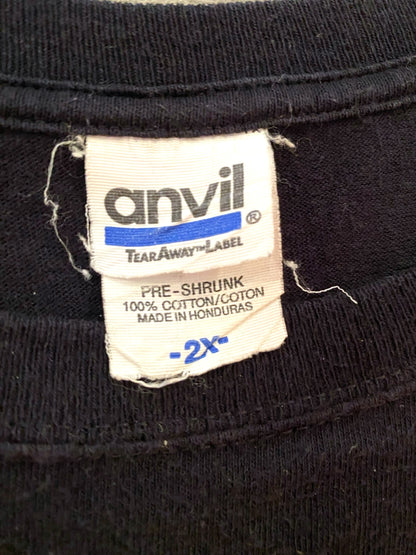 anvil®
TEARAWAY™LABEL
PRE-SHRUNK
100% COTTON/COTON
MADE IN HONDURAS
-2X-